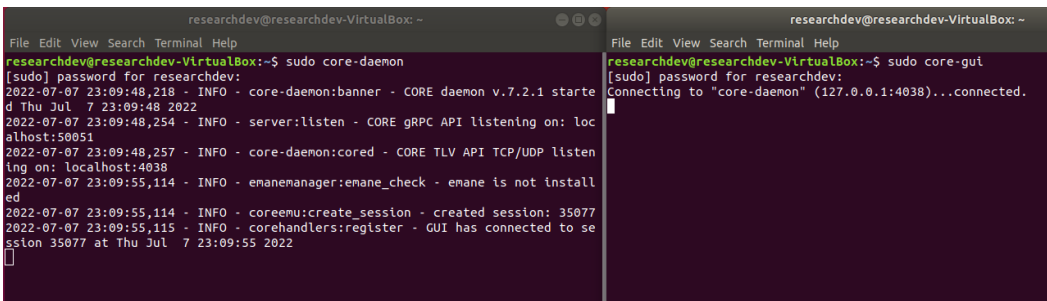 researchdev@researchdev-VirtualBox: ~
File Edit View Search Terminal Help
researchdev@researchdev-VirtualBox:~$ sudo core-daemon
[sudo] password for researchdev:
2022-07-07 23:09:48,218 - INFO - core-daemon:banner - CORE daemon v.7.2.1 starte
d Thu Jul  7 23:09:48 2022
2022-07-07 23:09:48,254 - INFO - server:listen - CORE gRPC API listening on: loc
alhost:50051
2022-07-07 23:09:48,257 - INFO - core-daemon:cored - CORE TLV API TCP/UDP listen
ing on: localhost:4038
2022-07-07 23:09:55,114 - INFO - emanemanager:emane_check - emane is not install
ed
2022-07-07 23:09:55,114 - INFO - coreemu:create_session - created session: 35077
2022-07-07 23:09:55,115 - INFO - corehandlers:register - GUI has connected to se
ssion 35077 at Thu Jul  7 23:09:55 2022
researchdev@researchdev-VirtualBox: ~
File Edit View Search Terminal Help
researchdev@researchdev-VirtualBox:~$ sudo core-gui
[sudo] password for researchdev:
Connecting to "core-daemon" (127.0.0.1:4038)...connected.